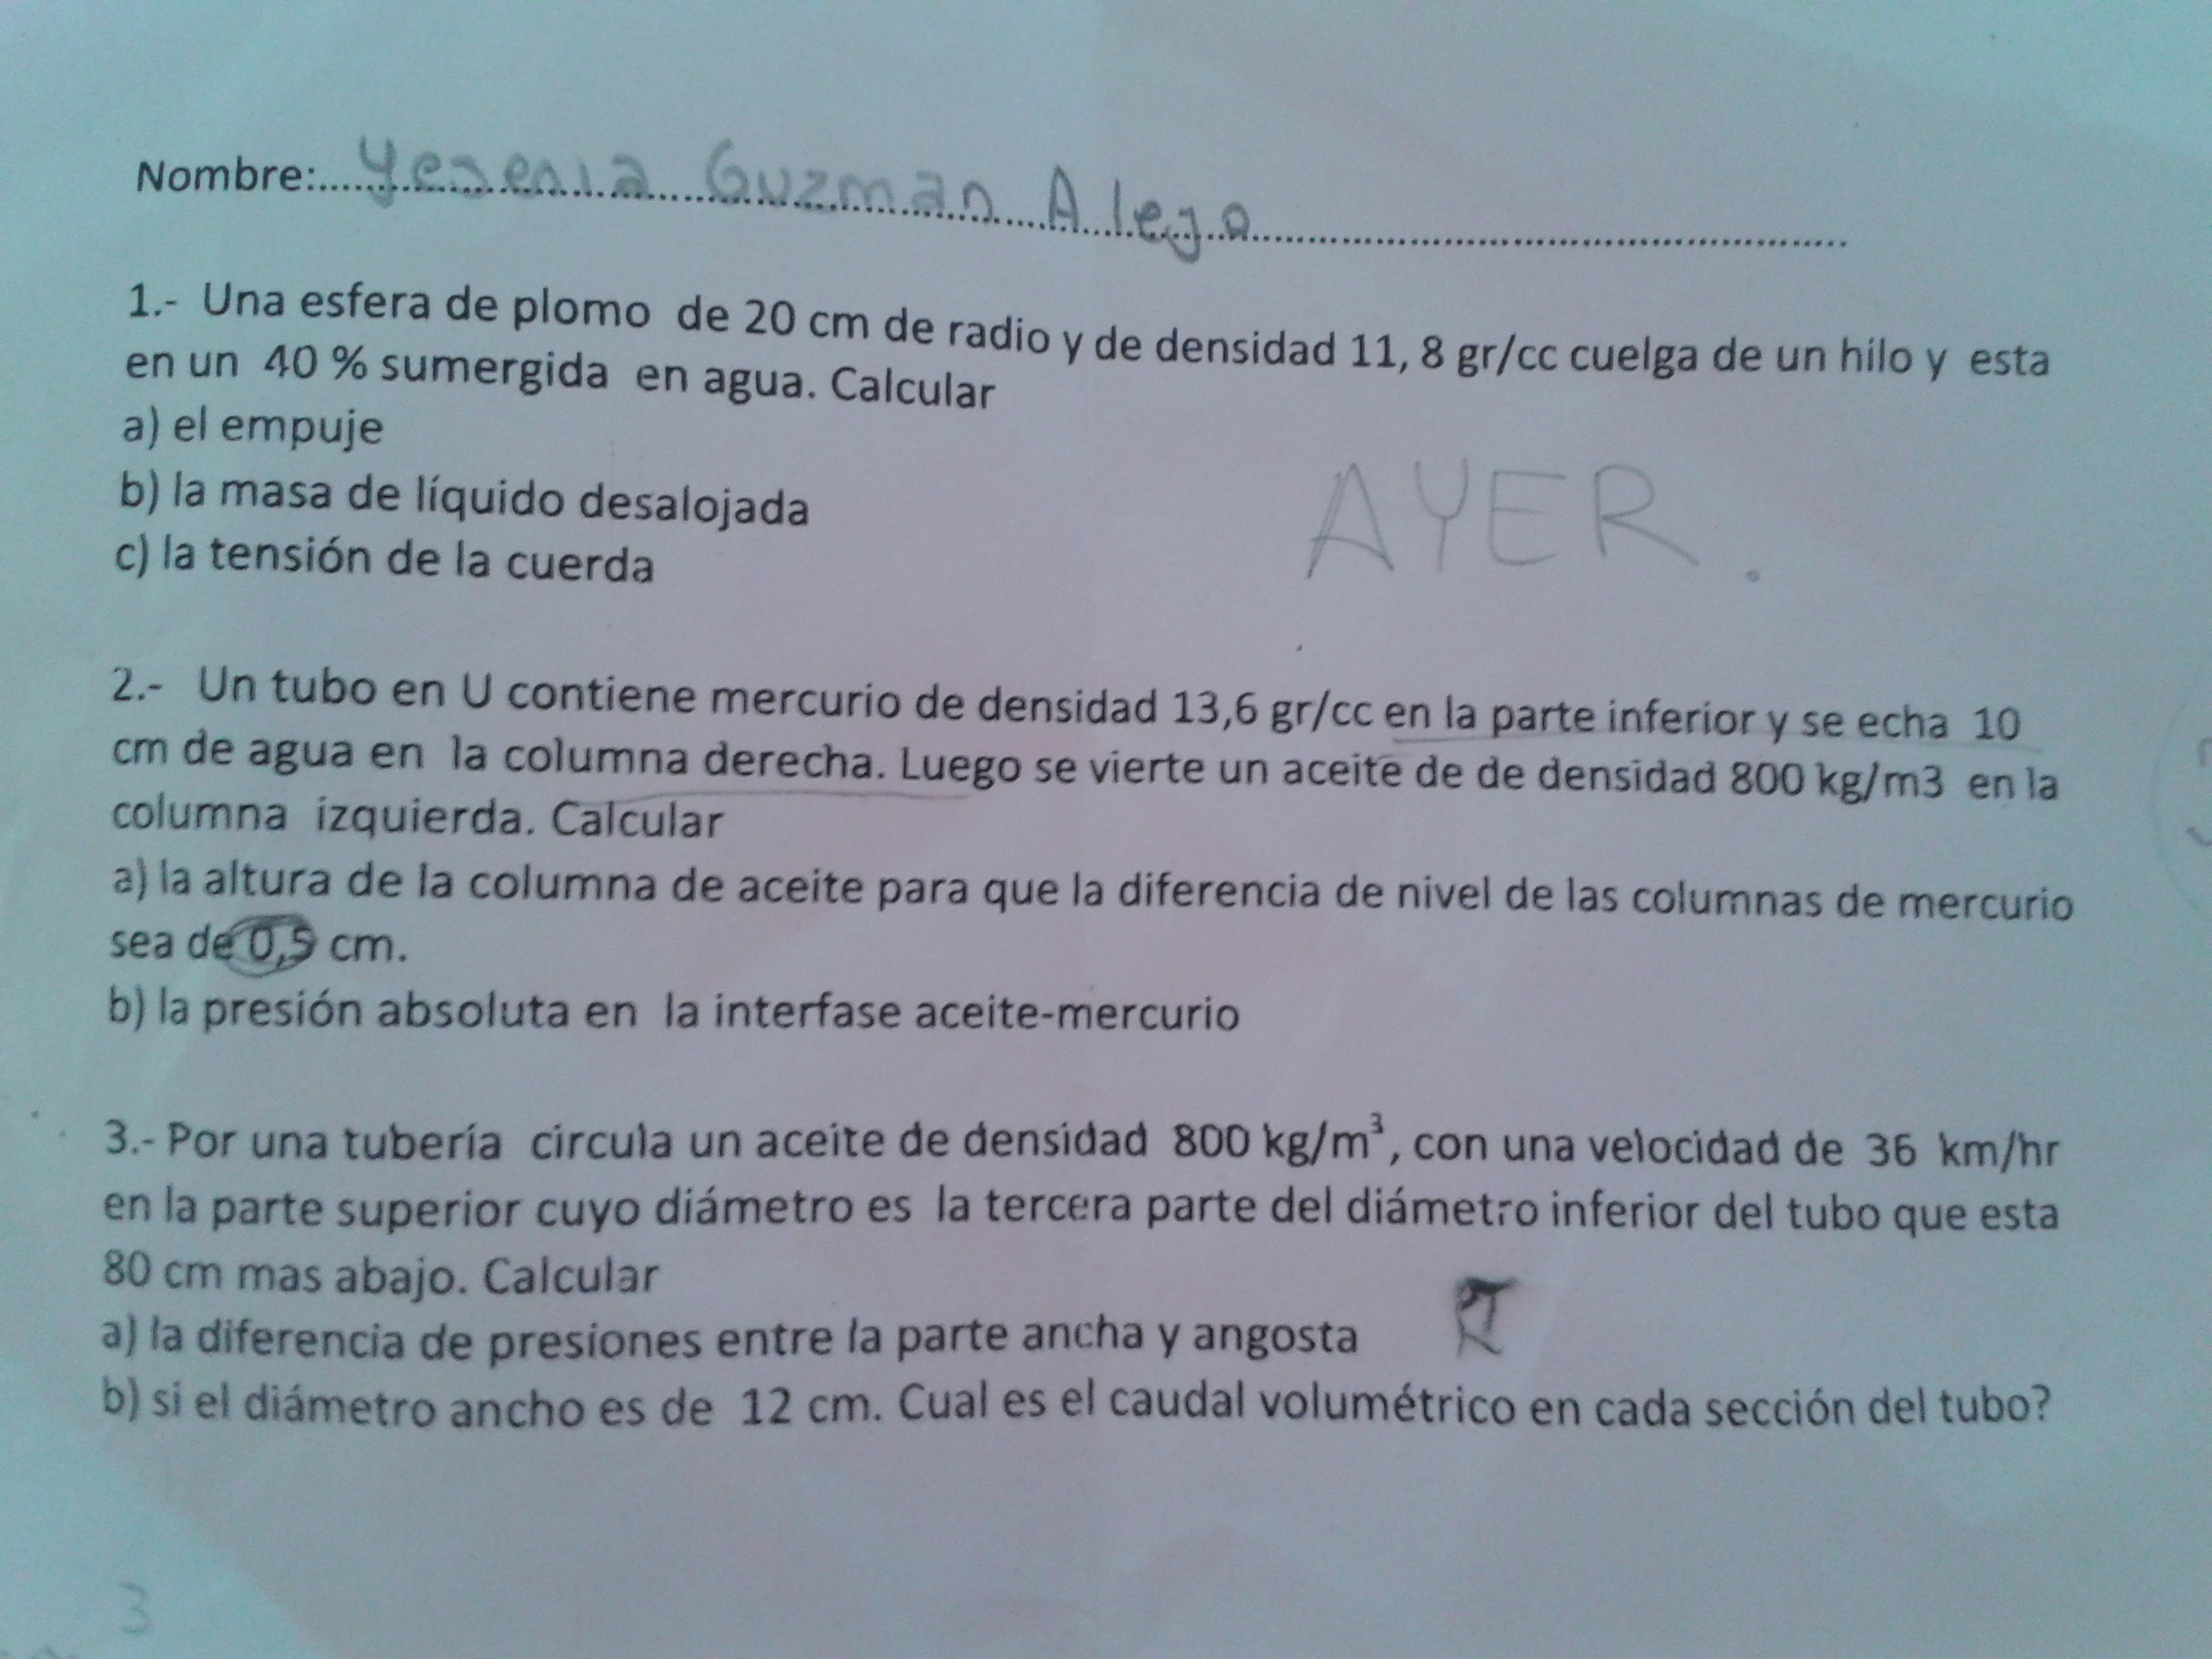 Nombre:..... Yesenia Guzman Alego .....
1.- Una esfera de plomo de 20 cm de radio y de densidad 11, 8 gr/cc cuelga de un hilo y esta
en un 40 % sumergida en agua. Calcular
a) el empuje
b) la masa de líquido desalojada
c) la tensión de la cuerda
AYER.
2.- Un tubo en U contiene mercurio de densidad 13,6 gr/cc en la parte inferior y se echa 10
cm de agua en la columna derecha. Luego se vierte un aceite de de densidad 800 kg/m3 en la
columna izquierda. Calcular
a) la altura de la columna de aceite para que la diferencia de nivel de las columnas de mercurio
sea de 0,5 cm.
b) la presión absoluta en la interfase aceite-mercurio
3.- Por una tubería circula un aceite de densidad 800 kg/m³, con una velocidad de 36 km/hr
en la parte superior cuyo diámetro es la tercera parte del diámetro inferior del tubo que esta
80 cm mas abajo. Calcular
a) la diferencia de presiones entre la parte ancha y angosta
b) si el diámetro ancho es de 12 cm. Cual es el caudal volumétrico en cada sección del tubo?
3